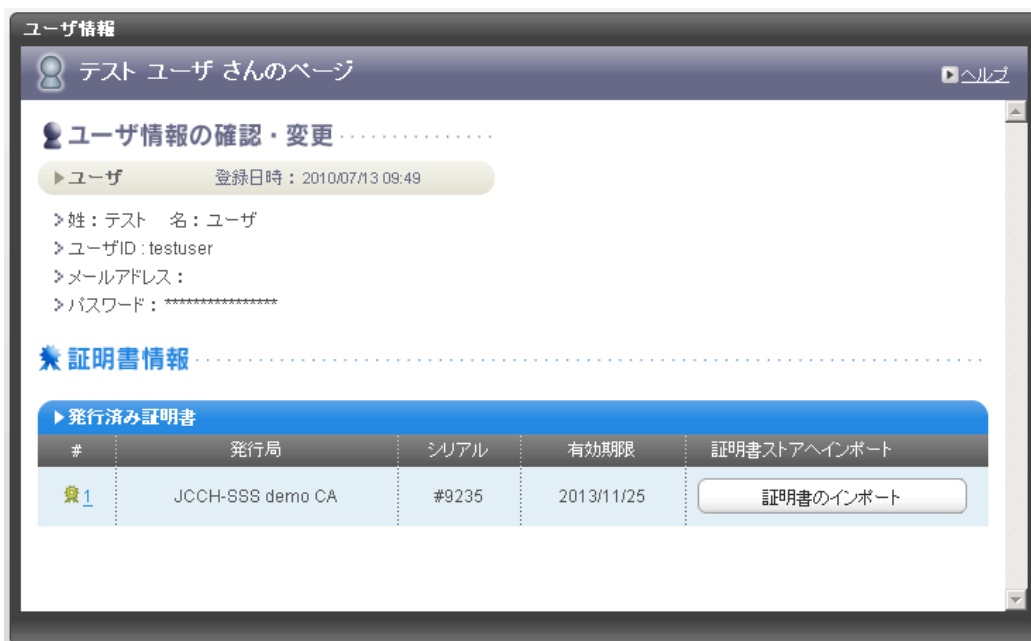 ユーザ情報
テスト ユーザ さんのページ
ヘルプ
ユーザ情報の確認・変更
ユーザ 登録日時：2010/07/13 09:49
姓：テスト 名：ユーザ
ユーザID : testuser
メールアドレス：
パスワード：****************
証明書情報
発行済み証明書
# 発行局 シリアル 有効期限 証明書ストアへインポート
1 JCCH-SSS demo CA #9235 2013/11/25 証明書のインポート